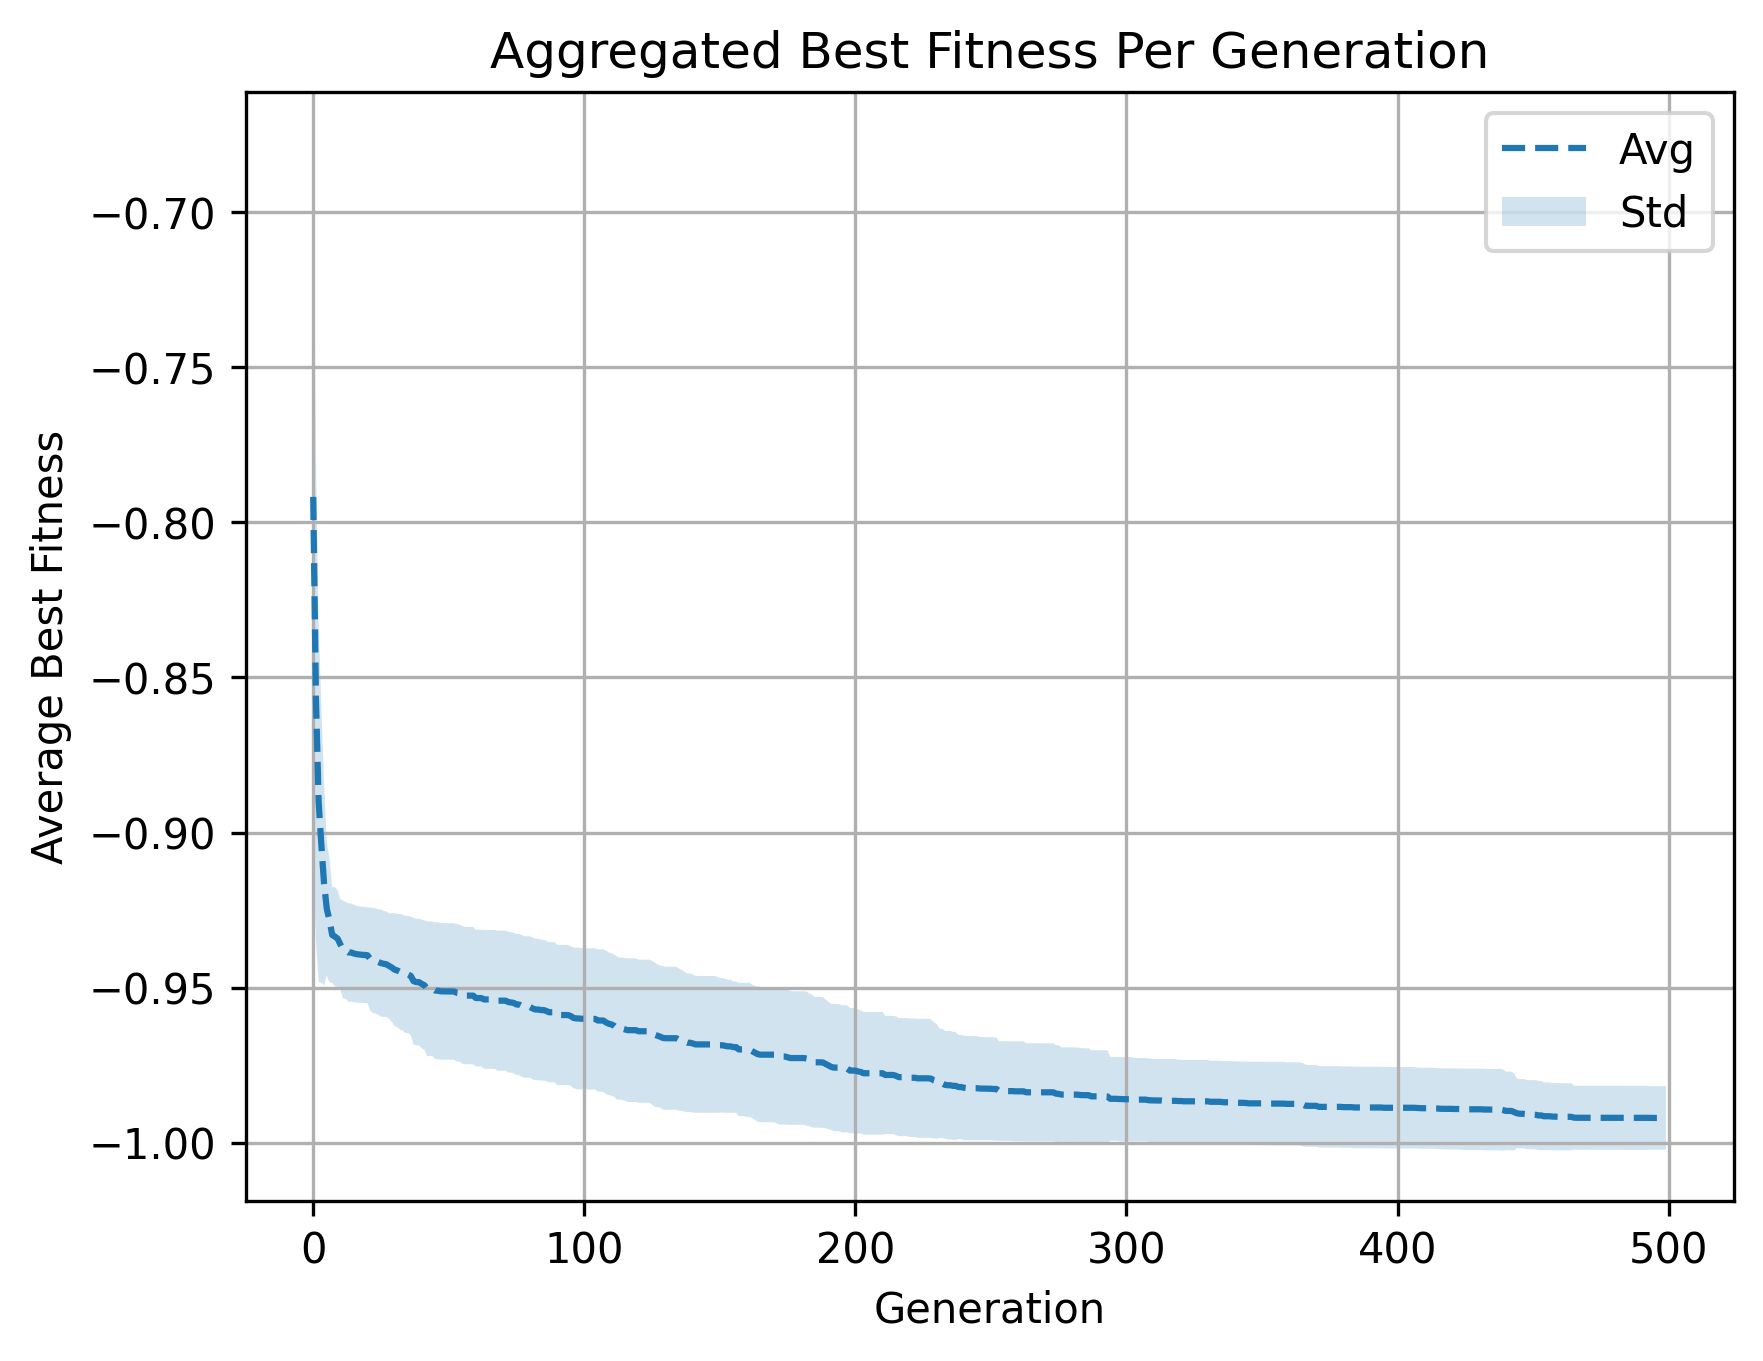 Aggregated Best Fitness Per Generation
Avg
Std
−0.70
−0.75
−0.80
−0.85
−0.90
−0.95
−1.00
Average Best Fitness
0 100 200 300 400 500
Generation